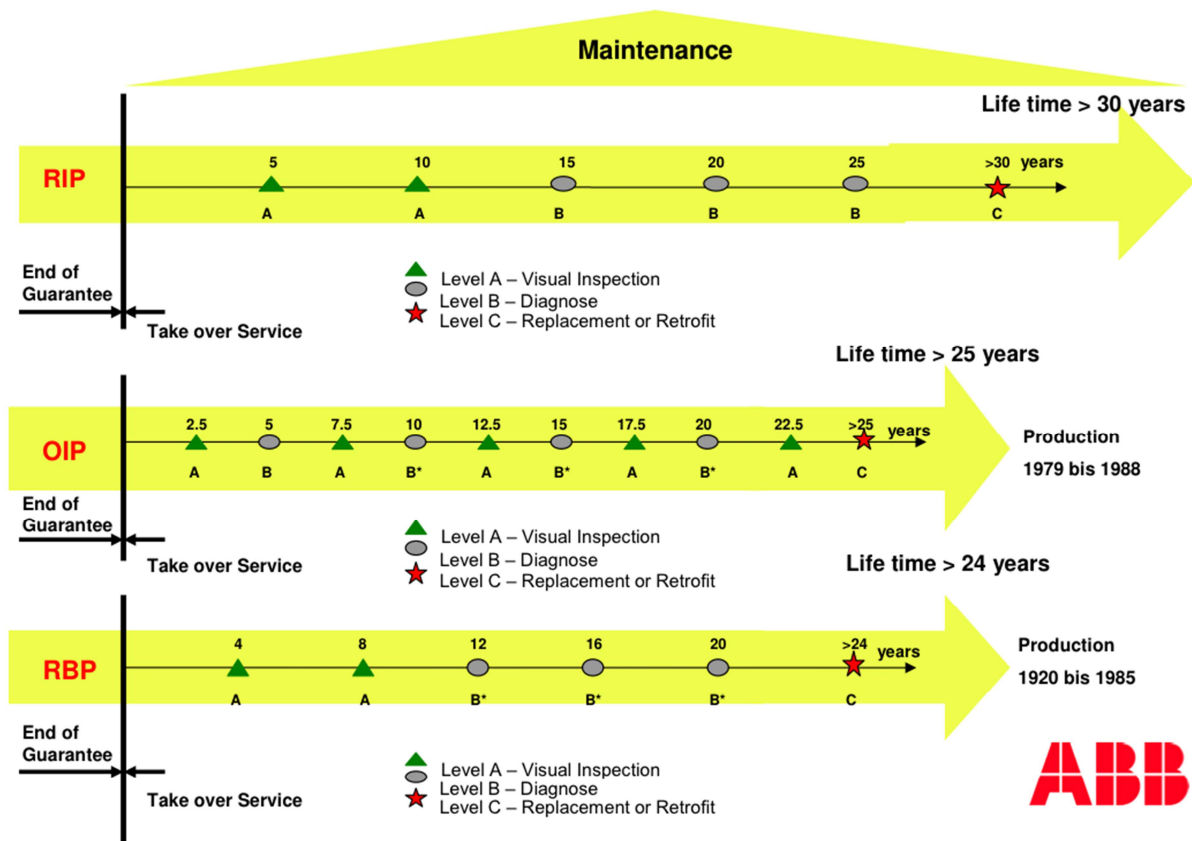 Maintenance
Life time > 30 years
RIP
5 10 15 20 25 >30 years
A A B B B C
End of
Guarantee
Take over Service
Level A – Visual Inspection
Level B – Diagnose
Level C – Replacement or Retrofit
Life time > 25 years
OIP
2.5 5 7.5 10 12.5 15 17.5 20 22.5 >25 years
A B A B* A B* A B* A C
Production
1979 bis 1988
End of
Guarantee
Take over Service
Level A – Visual Inspection
Level B – Diagnose
Level C – Replacement or Retrofit
Life time > 24 years
RBP
4 8 12 16 20 >24 years
A A B* B* B* C
Production
1920 bis 1985
End of
Guarantee
Take over Service
Level A – Visual Inspection
Level B – Diagnose
Level C – Replacement or Retrofit
ABB